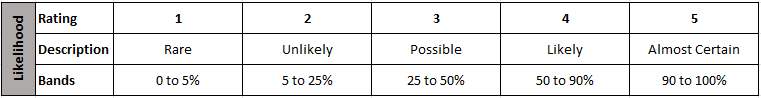 Likelihood
Rating 1 2 3 4 5
Description Rare Unlikely Possible Likely Almost Certain
Bands 0 to 5% 5 to 25% 25 to 50% 50 to 90% 90 to 100%